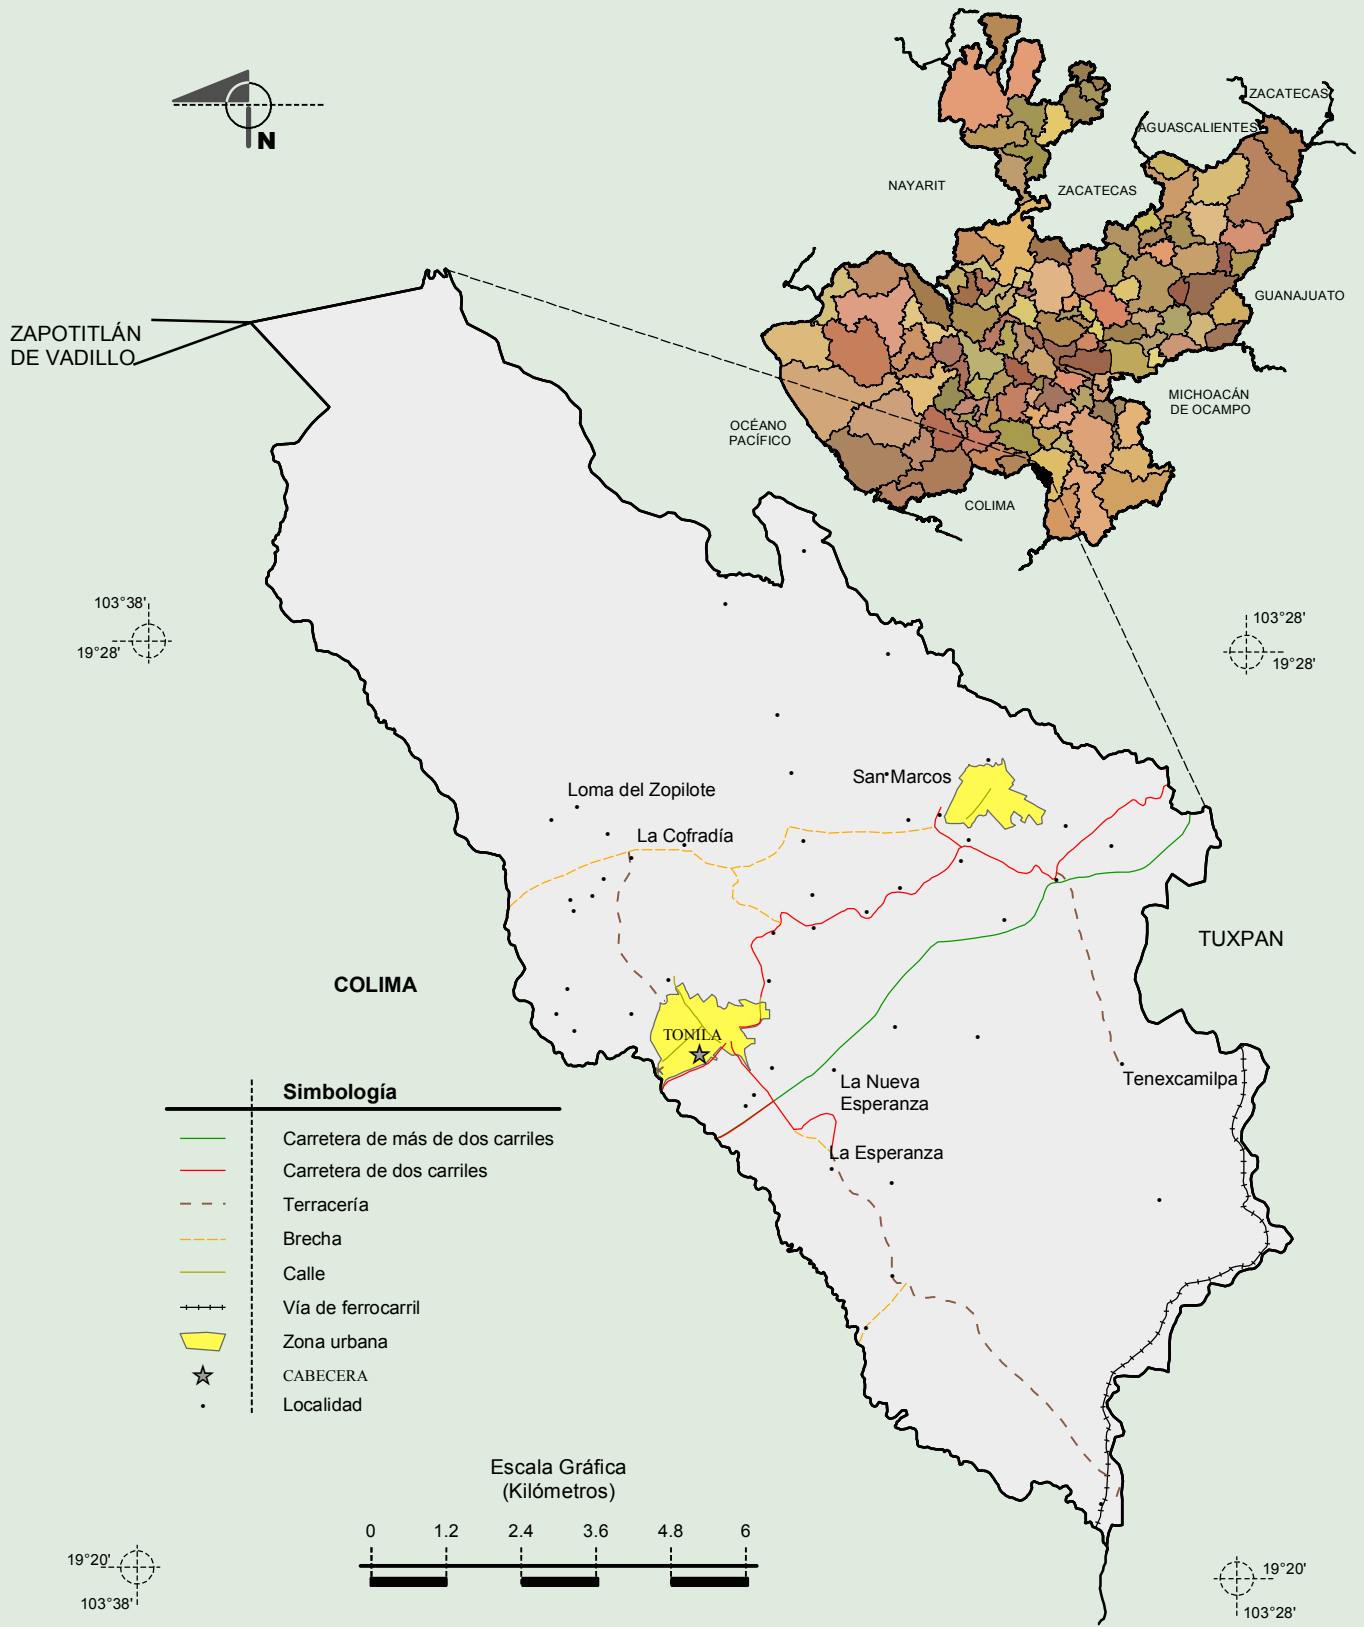 N
ZACATECAS
AGUASCALIENTES
NAYARIT
ZACATECAS
GUANAJUATO
MICHOACÁN
DE OCAMPO
OCÉANO
PACÍFICO
COLIMA
ZAPOTITLÁN
DE VADILLO
103°38'
19°28'
103°28'
19°28'
San Marcos
Loma del Zopilote
La Cofradía
TUXPAN
COLIMA
TONILA
La Nueva
Esperanza
Tenexcamilpa
La Esperanza
Simbología
Carretera de más de dos carriles
Carretera de dos carriles
Terracería
Brecha
Calle
Vía de ferrocarril
Zona urbana
CABECERA
Localidad
Escala Gráfica
(Kilómetros)
0 1.2 2.4 3.6 4.8 6
19°20'
103°38'
19°20'
103°28'